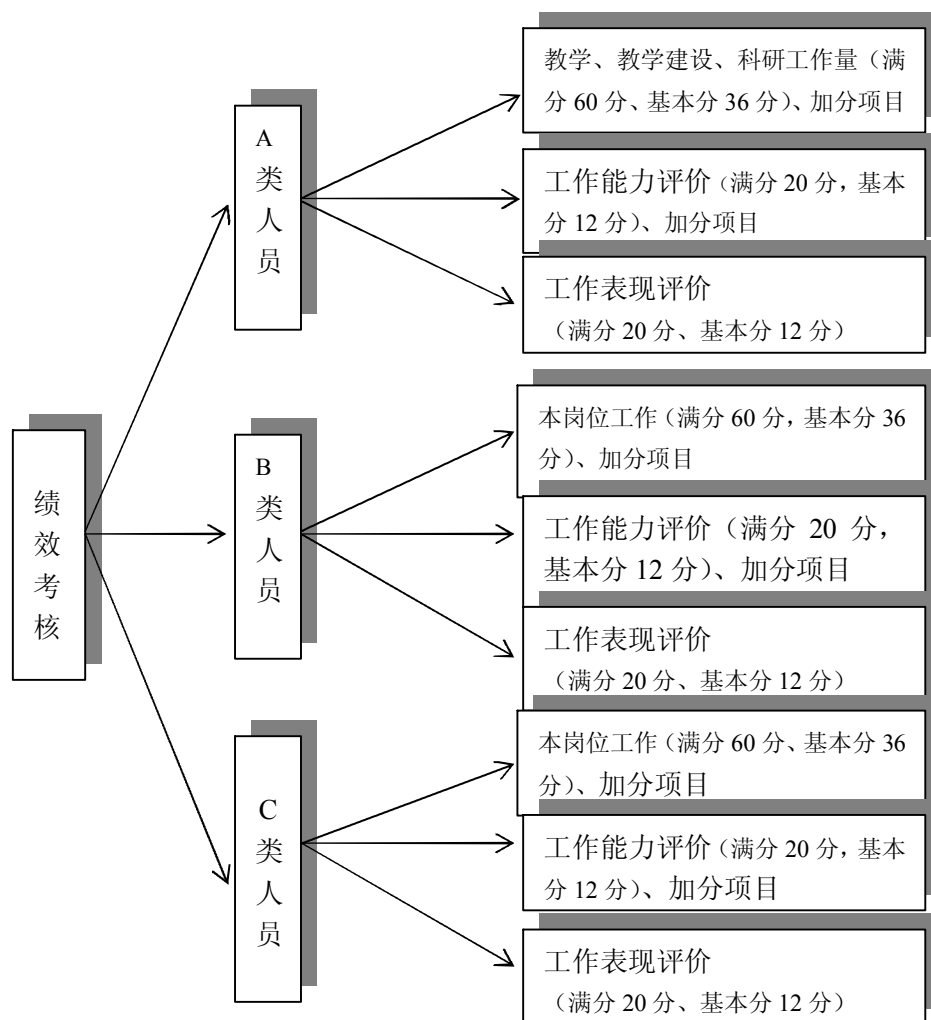 教学、教学建设、科研工作量（满
分 60 分、基本分 36 分）、加分项目
A
类
人
员
工作能力评价（满分 20 分，基本
分 12 分）、加分项目
工作表现评价
（满分 20 分、基本分 12 分）
绩
效
考
核
B
类
人
员
本岗位工作（满分 60 分，基本分 36
分）、加分项目
工作能力评价（满分 20 分，
基本分 12 分）、加分项目
工作表现评价
（满分 20 分、基本分 12 分）
C
类
人
员
本岗位工作（满分 60 分、基本分 36
分）、加分项目
工作能力评价（满分 20 分，基本
分 12 分）、加分项目
工作表现评价
（满分 20 分、基本分 12 分）